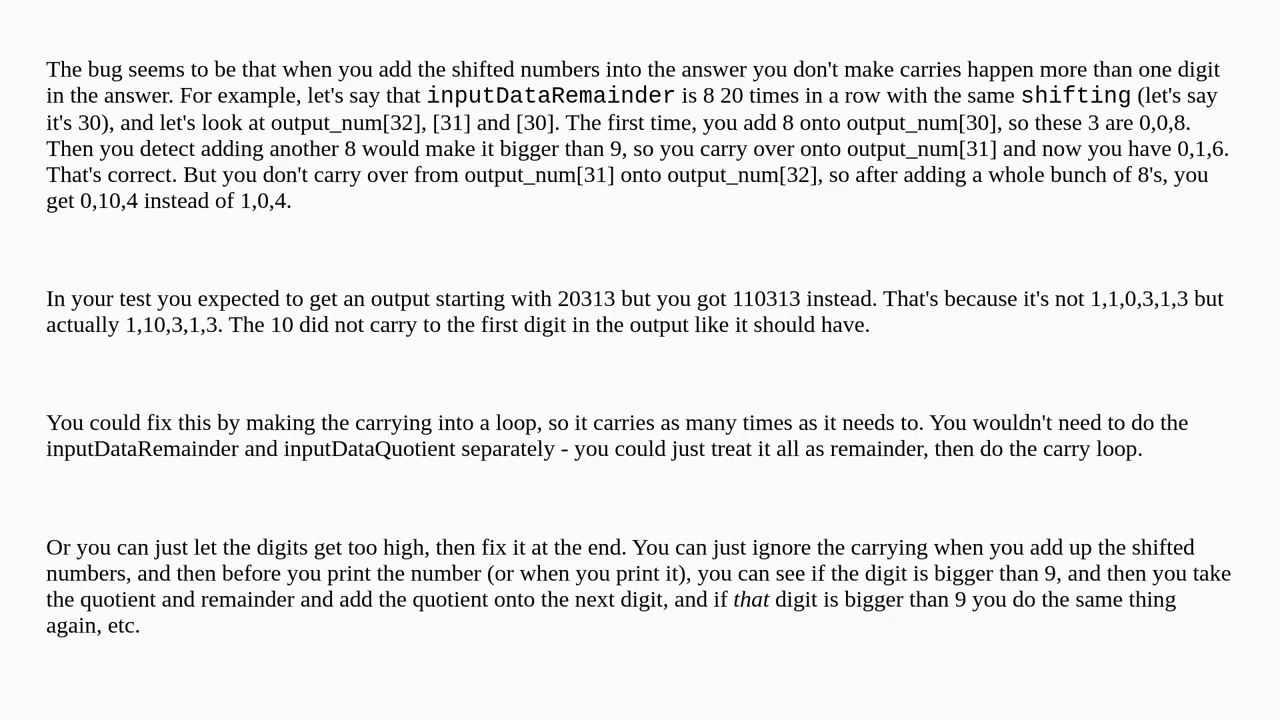 The bug seems to be that when you add the shifted numbers into the answer you don't make carries happen more than one digit
in the answer. For example, let's say that inputDataRemainder is 8 20 times in a row with the same shifting (let's say
it's 30), and let's look at output_num[32], [31] and [30]. The first time, you add 8 onto output_num[30], so these 3 are 0,0,8.
Then you detect adding another 8 would make it bigger than 9, so you carry over onto output_num[31] and now you have 0,1,6.
That's correct. But you don't carry over from output_num[31] onto output_num[32], so after adding a whole bunch of 8's, you
get 0,10,4 instead of 1,0,4.
In your test you expected to get an output starting with 20313 but you got 110313 instead. That's because it's not 1,1,0,3,1,3 but
actually 1,10,3,1,3. The 10 did not carry to the first digit in the output like it should have.
You could fix this by making the carrying into a loop, so it carries as many times as it needs to. You wouldn't need to do the
inputDataRemainder and inputDataQuotient separately - you could just treat it all as remainder, then do the carry loop.
Or you can just let the digits get too high, then fix it at the end. You can just ignore the carrying when you add up the shifted
numbers, and then before you print the number (or when you print it), you can see if the digit is bigger than 9, and then you take
the quotient and remainder and add the quotient onto the next digit, and if that digit is bigger than 9 you do the same thing
again, etc.